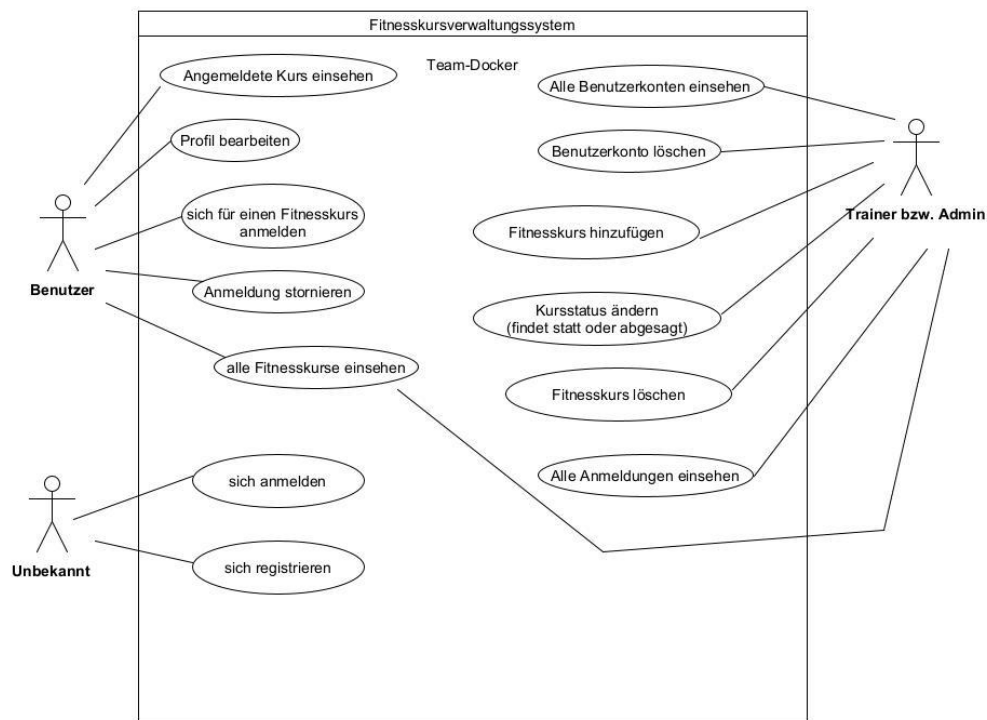 Fitnesskursverwaltungssystem
Team-Docker
Angemeldete Kurs einsehen
Profil bearbeiten
sich für einen Fitnesskurs
anmelden
Anmeldung stornieren
alle Fitnesskurse einsehen
Benutzer
sich anmelden
sich registrieren
Unbekannt
Alle Benutzerkonten einsehen
Benutzerkonto löschen
Fitnesskurs hinzufügen
Kursstatus ändern
(findet statt oder abgesagt)
Fitnesskurs löschen
Alle Anmeldungen einsehen
Trainer bzw. Admin